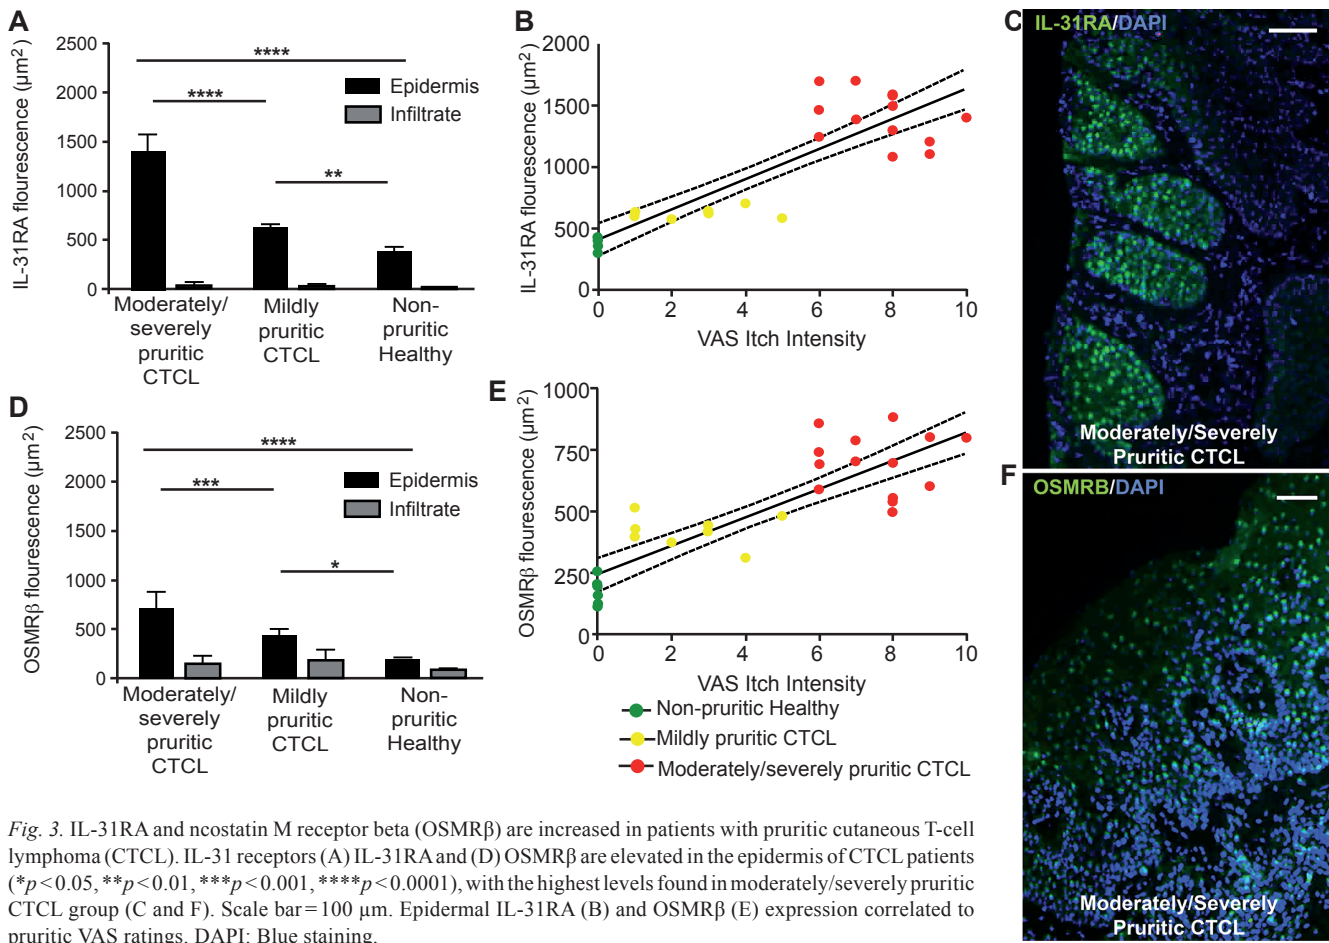 A
IL-31RA flourescence (µm²)
2500
2000
1500
1000
500
0
****
****
**
Epidermis
Infiltrate
Moderately/
severely
pruritic
CTCL
Mildly
pruritic
CTCL
Non-
pruritic
Healthy
B
IL-31RA flourescence (µm²)
2000
1500
1000
500
0
0 2 4 6 8 10
VAS Itch Intensity
C
IL-31RA/DAPI
Moderately/Severely
Pruritic CTCL
D
OSMRβ flourescence (µm²)
2500
2000
1500
1000
500
0
****
***
*
Epidermis
Infiltrate
Moderately/
severely
pruritic
CTCL
Mildly
pruritic
CTCL
Non-
pruritic
Healthy
E
OSMRβ flourescence (µm²)
1000
750
500
250
0
0 2 4 6 8 10
VAS Itch Intensity
Non-pruritic Healthy
Mildly pruritic CTCL
Moderately/severely pruritic CTCL
F
OSMRB/DAPI
Moderately/Severely
Pruritic CTCL
Fig. 3. IL-31RA and ncostatin M receptor beta (OSMRβ) are increased in patients with pruritic cutaneous T-cell
lymphoma (CTCL). IL-31 receptors (A) IL-31RA and (D) OSMRβ are elevated in the epidermis of CTCL patients
(*p<0.05, **p<0.01, ***p<0.001, ****p<0.0001), with the highest levels found in moderately/severely pruritic
CTCL group (C and F). Scale bar=100 µm. Epidermal IL-31RA (B) and OSMRβ (E) expression correlated to
pruritic VAS ratings. DAPI: Blue staining.